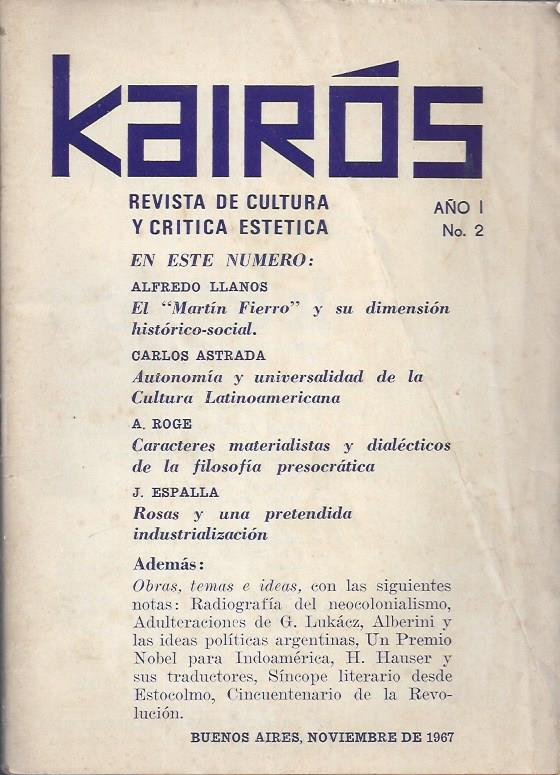 Kairós
REVISTA DE CULTURA
Y CRITICA ESTETICA
AÑO I
No. 2
EN ESTE NUMERO:
ALFREDO LLANOS
El "Martín Fierro" y su dimensión
histórico-social.
CARLOS ASTRADA
Autonomía y universalidad de la
Cultura Latinoamericana
A. ROGE
Caracteres materialistas y dialécticos
de la filosofía presocrática
J. ESPALLA
Rosas y una pretendida
industrialización
Además:
Obras, temas e ideas, con las siguientes
notas: Radiografía del neocolonialismo,
Adulteraciones de G. Lukácz, Alberini y
las ideas políticas argentinas, Un Premio
Nobel para Indoamérica, H. Hauser y
sus traductores, Síncope literario desde
Estocolmo, Cincuentenario de la Revo-
lución.
BUENOS AIRES, NOVIEMBRE DE 1967